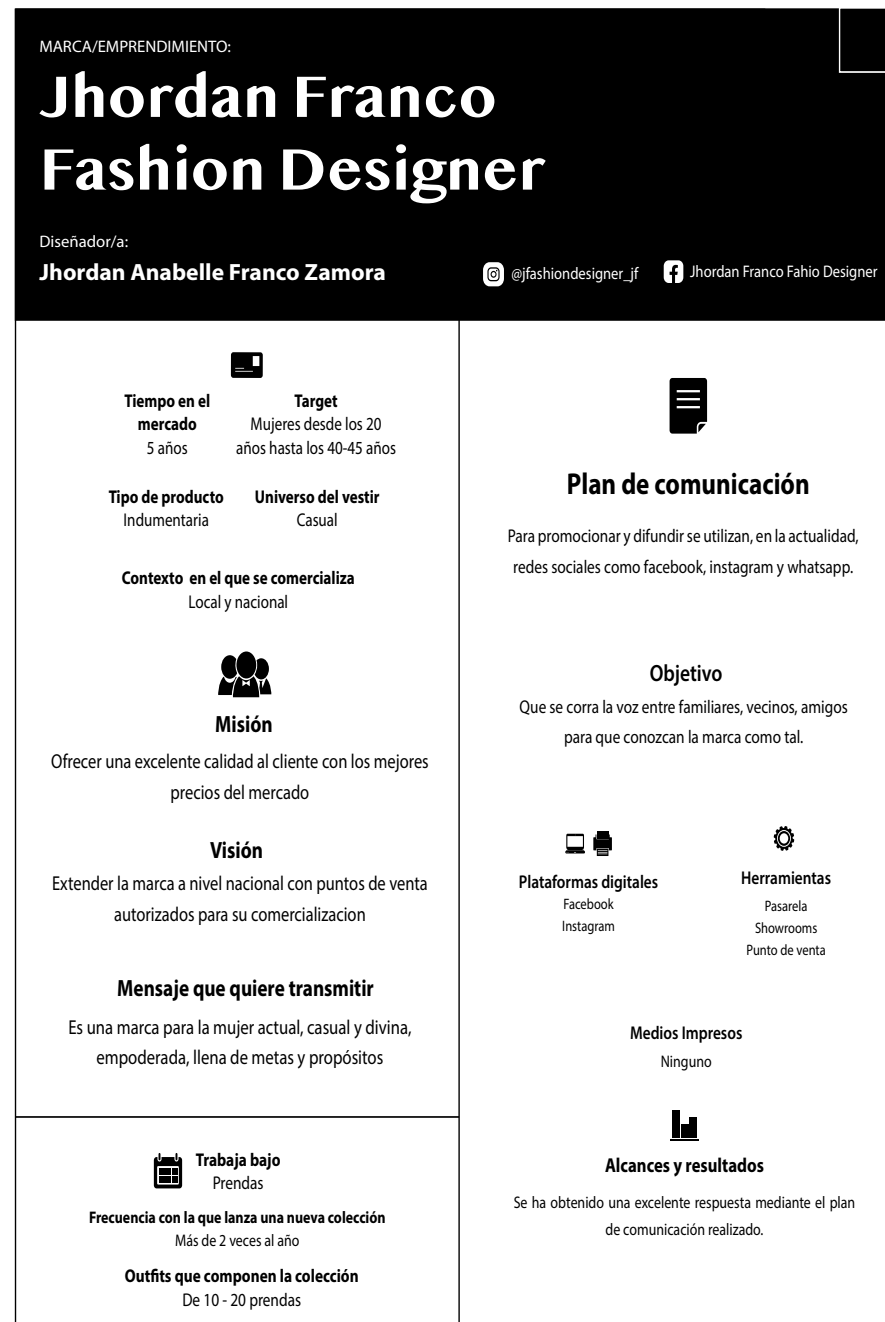 MARCA/EMPRENDIMIENTO:
Jhordan Franco
Fashion Designer
Diseñador/a:
Jhordan Anabelle Franco Zamora
@jfashiondesigner_jf
Jhordan Franco Fahio Designer
Tiempo en el
mercado
5 años
Target
Mujeres desde los 20
años hasta los 40-45 años
Tipo de producto
Indumentaria
Universo del vestir
Casual
Contexto en el que se comercializa
Local y nacional
Misión
Ofrecer una excelente calidad al cliente con los mejores
precios del mercado
Visión
Extender la marca a nivel nacional con puntos de venta
autorizados para su comercializacion
Mensaje que quiere transmitir
Es una marca para la mujer actual, casual y divina,
empoderada, llena de metas y propósitos
Trabaja bajo
Prendas
Frecuencia con la que lanza una nueva colección
Más de 2 veces al año
Outfits que componen la colección
De 10 - 20 prendas
Plan de comunicación
Para promocionar y difundir se utilizan, en la actualidad,
redes sociales como facebook, instagram y whatsapp.
Objetivo
Que se corra la voz entre familiares, vecinos, amigos
para que conozcan la marca como tal.
Plataformas digitales
Facebook
Instagram
Herramientas
Pasarela
Showrooms
Punto de venta
Medios Impresos
Ninguno
Alcances y resultados
Se ha obtenido una excelente respuesta mediante el plan
de comunicación realizado.